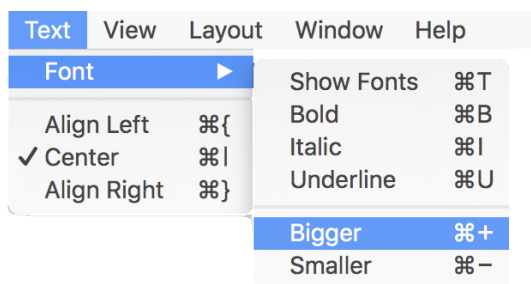 Text View Layout Window Help
Font ▶
Align Left ⌘{
✓ Center ⌘|
Align Right ⌘}
Show Fonts ⌘T
Bold ⌘B
Italic ⌘I
Underline ⌘U
Bigger ⌘+
Smaller ⌘−